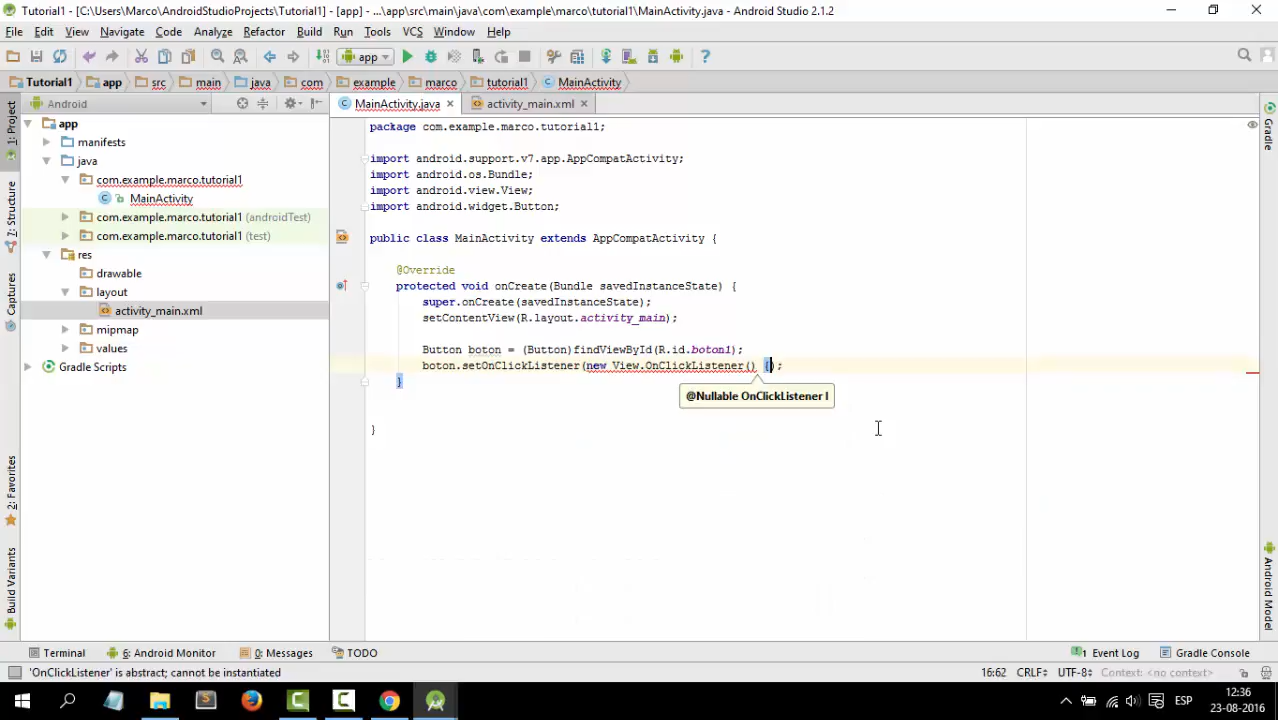 Tutorial1 - [C:\Users\Marco\AndroidStudioProjects\Tutorial1] - [app] - ...\app\src\main\java\com\example\marco\tutorial1\MainActivity.java - Android Studio 2.1.2
File Edit View Navigate Code Analyze Refactor Build Run Tools VCS Window Help
app
Tutorial1 app src main java com example marco tutorial1 MainActivity
Android
MainActivity.java activity_main.xml
1: Project
7: Structure
Captures
2: Favorites
Build Variants
app
manifests
java
com.example.marco.tutorial1
MainActivity
com.example.marco.tutorial1 (androidTest)
com.example.marco.tutorial1 (test)
res
drawable
layout
activity_main.xml
mipmap
values
Gradle Scripts
package com.example.marco.tutorial1;
import android.support.v7.app.AppCompatActivity;
import android.os.Bundle;
import android.view.View;
import android.widget.Button;
public class MainActivity extends AppCompatActivity {
@Override
protected void onCreate(Bundle savedInstanceState) {
super.onCreate(savedInstanceState);
setContentView(R.layout.activity_main);
Button boton = (Button)findViewById(R.id.boton1);
boton.setOnClickListener(new View.OnClickListener() {);
}
@Nullable OnClickListener l
}
Gradle
Android Model
Terminal 6: Android Monitor 0: Messages TODO 1 Event Log Gradle Console
'OnClickListener' is abstract; cannot be instantiated 16:62 CRLF UTF-8 Context: <no context>
ESP
12:36
23-08-2016